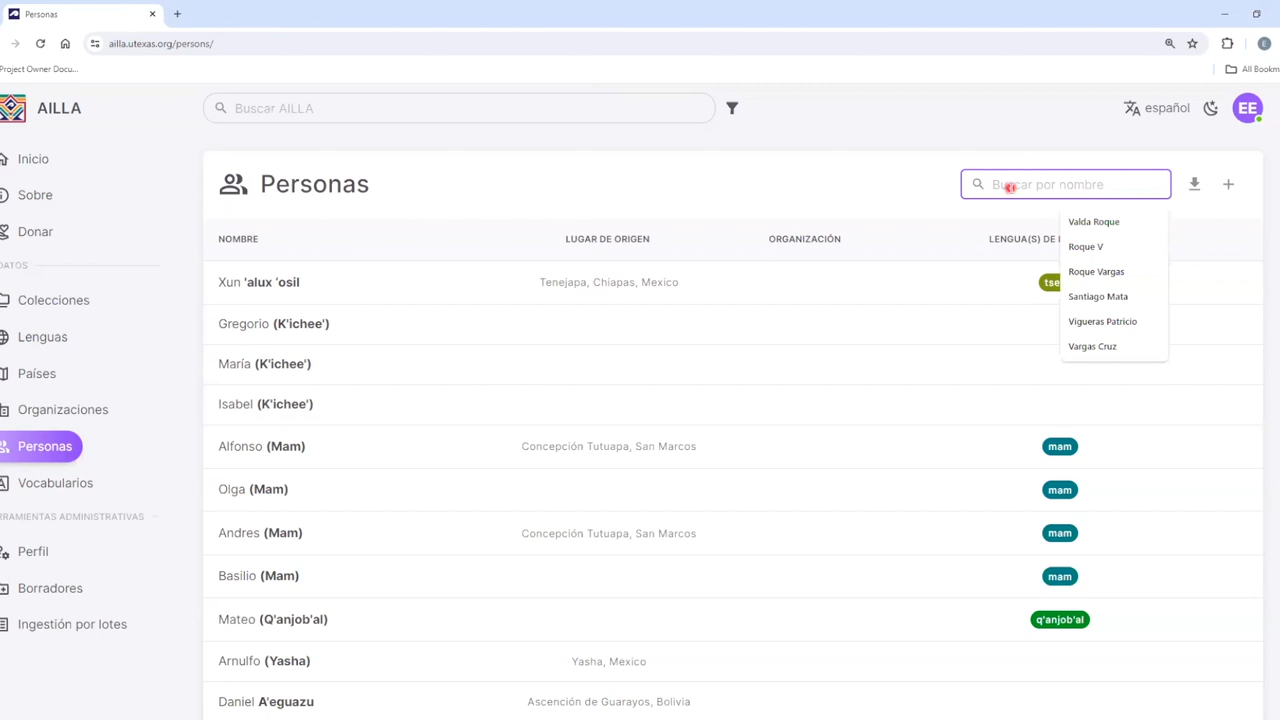 Personas
ailla.utexas.org/persons/
Project Owner Docu...
All Bookm
AILLA
Buscar AILLA
español
EE
Inicio
Sobre
Donar
DATOS
Colecciones
Lenguas
Países
Organizaciones
Personas
Vocabularios
RRAMIENTAS ADMINISTRATIVAS
Perfil
Borradores
Ingestión por lotes
Personas
Buscar por nombre
Valda Roque
Roque V
Roque Vargas
Santiago Mata
Vigueras Patricio
Vargas Cruz
NOMBRE LUGAR DE ORIGEN ORGANIZACIÓN LENGUA(S) DE
Xun 'alux 'osil Tenejapa, Chiapas, Mexico tse
Gregorio (K'ichee')
María (K'ichee')
Isabel (K'ichee')
Alfonso (Mam) Concepción Tutuapa, San Marcos mam
Olga (Mam) mam
Andres (Mam) Concepción Tutuapa, San Marcos mam
Basilio (Mam) mam
Mateo (Q'anjob'al) q'anjob'al
Arnulfo (Yasha) Yasha, Mexico
Daniel A'eguazu Ascención de Guarayos, Bolivia